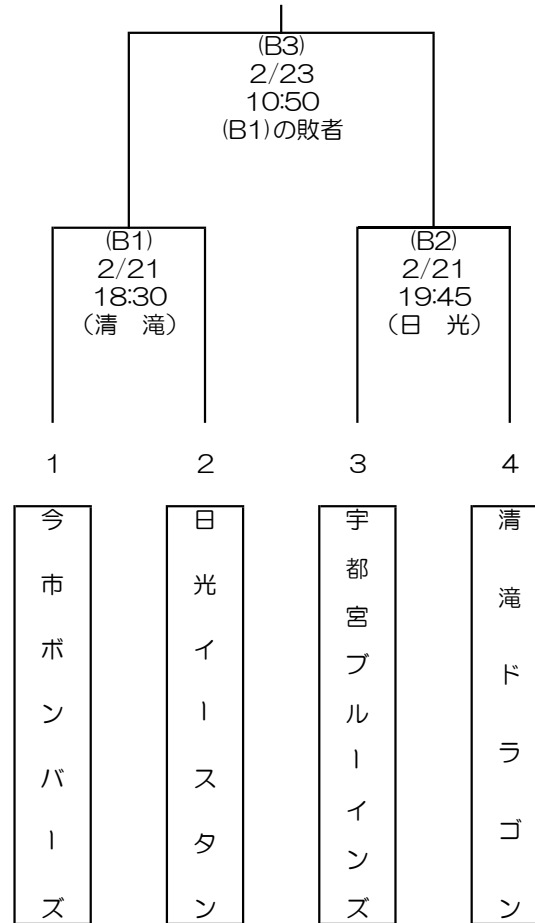 (B3)
2/23
10:50
(B1)の敗者
(B1)
2/21
18:30
（清　滝）
(B2)
2/21
19:45
（日　光）
1
2
3
4
今市ボンバーズ
日光イースタン
宇都宮ブルーインズ
清滝ドラゴン